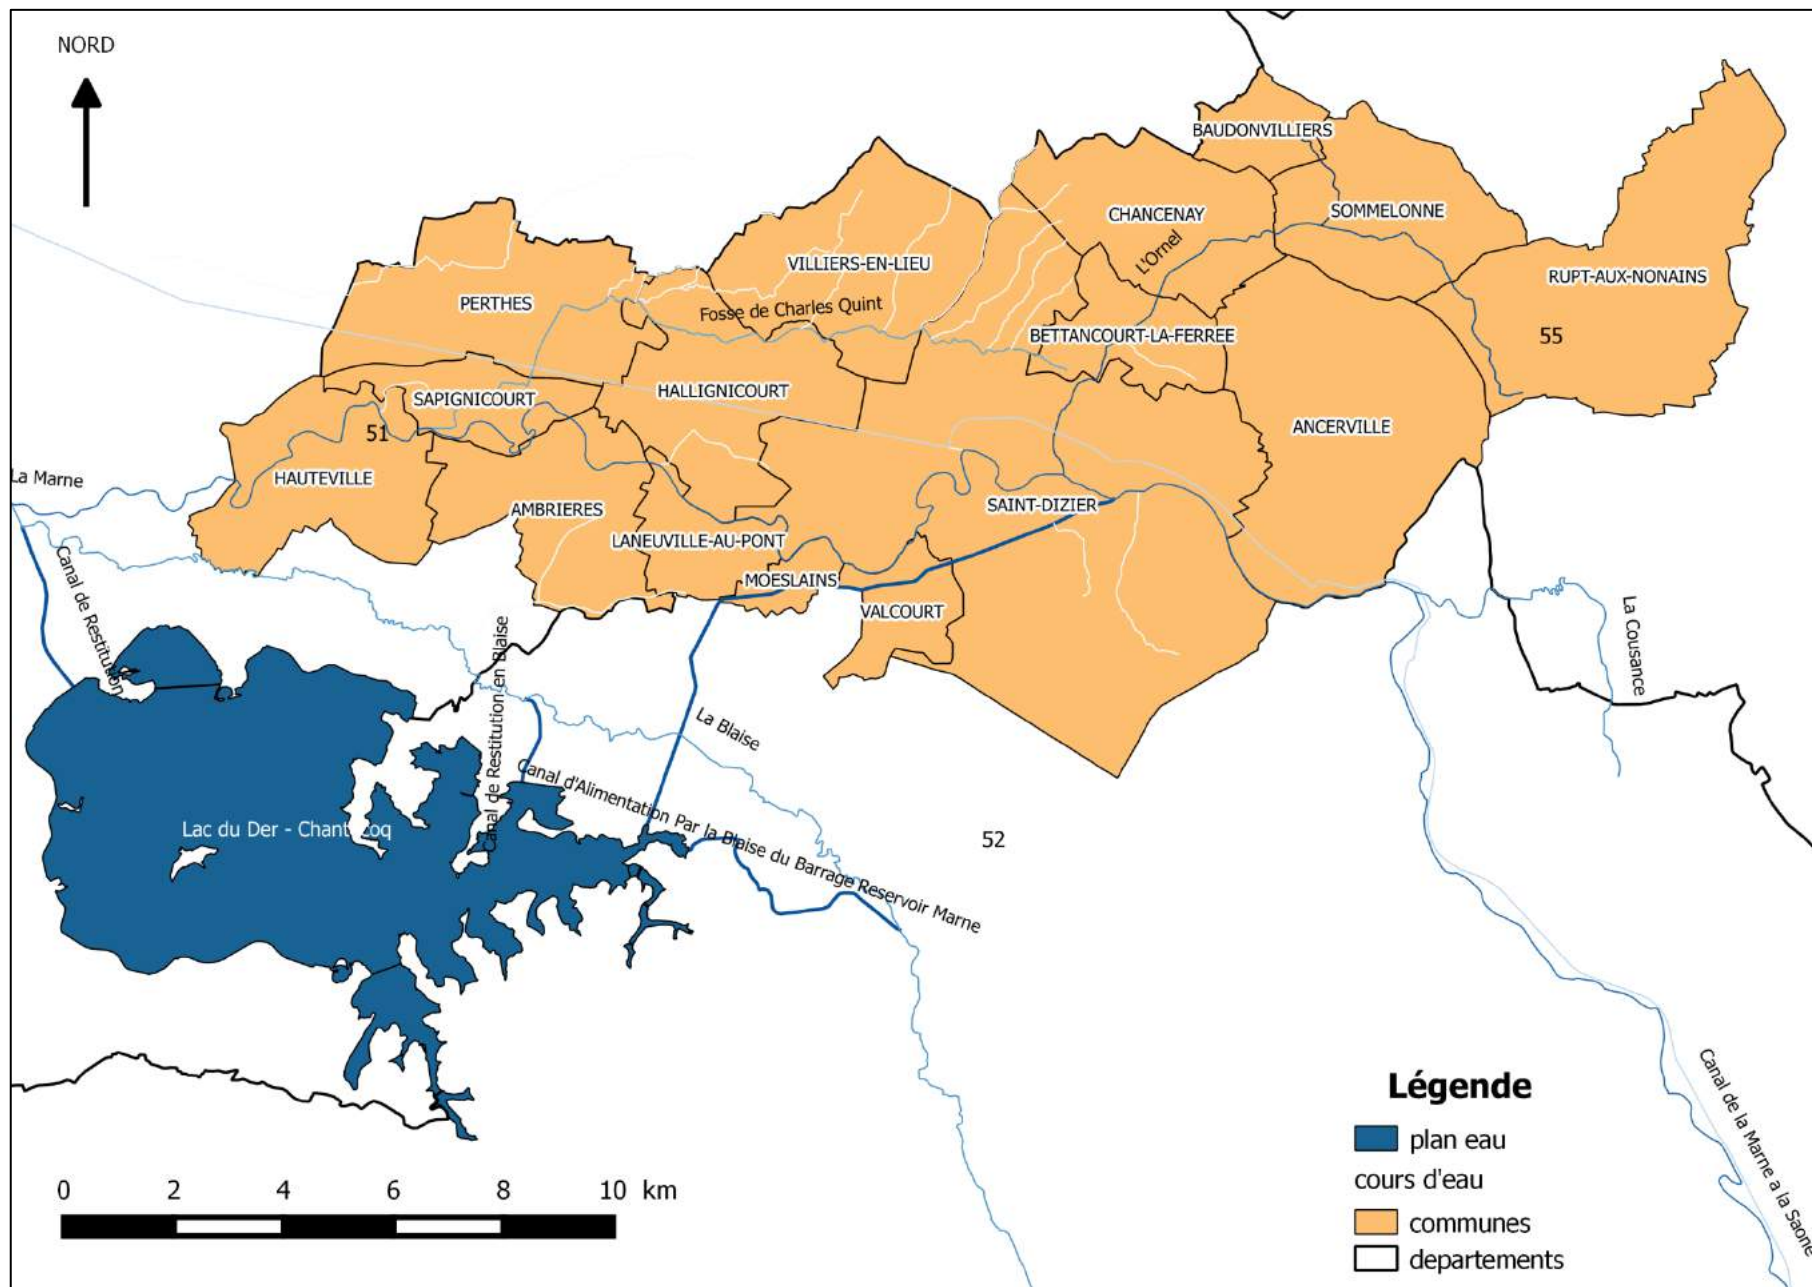 NORD
BAUDONVILLIERS
CHANCENAY
SOMMELONNE
L'Ornel
VILLIERS-EN-LIEU
RUPT-AUX-NONAINS
PERTHES
Fosse de Charles Quint
BETTANCOURT-LA-FERREE
55
HALLIGNICOURT
SAPIGNICOURT
51
ANCERVILLE
La Marne
HAUTEVILLE
AMBRIERES
SAINT-DIZIER
LANEUVILLE-AU-PONT
MOESLAINS
VALCOURT
Canal de Restitution
La Cousance
Canal de Restitution en Blaise
La Blaise
Canal d'Alimentation Par la Blaise du Barrage Reservoir Marne
Lac du Der - Chantecoq
52
Canal de la Marne a la Saone
Légende
plan eau
cours d'eau
communes
departements
0 2 4 6 8 10 km